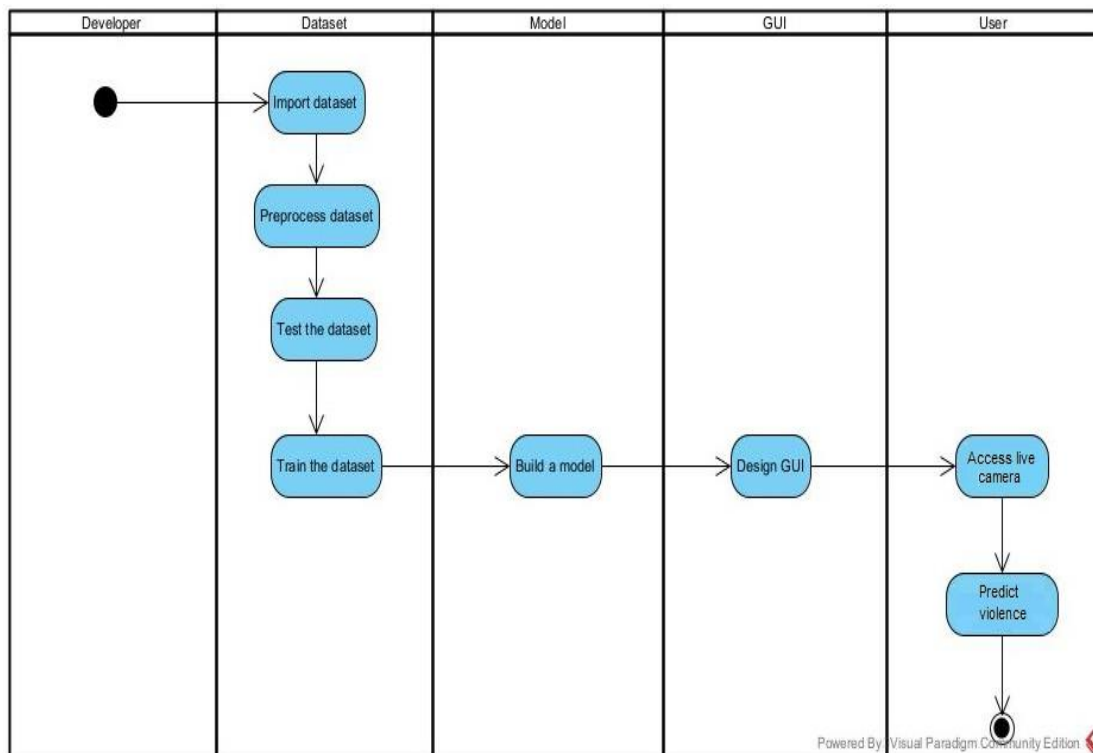 Developer
Dataset
Model
GUI
User
Import dataset
Preprocess dataset
Test the dataset
Train the dataset
Build a model
Design GUI
Access live
camera
Predict
violence
Powered By Visual Paradigm Community Edition